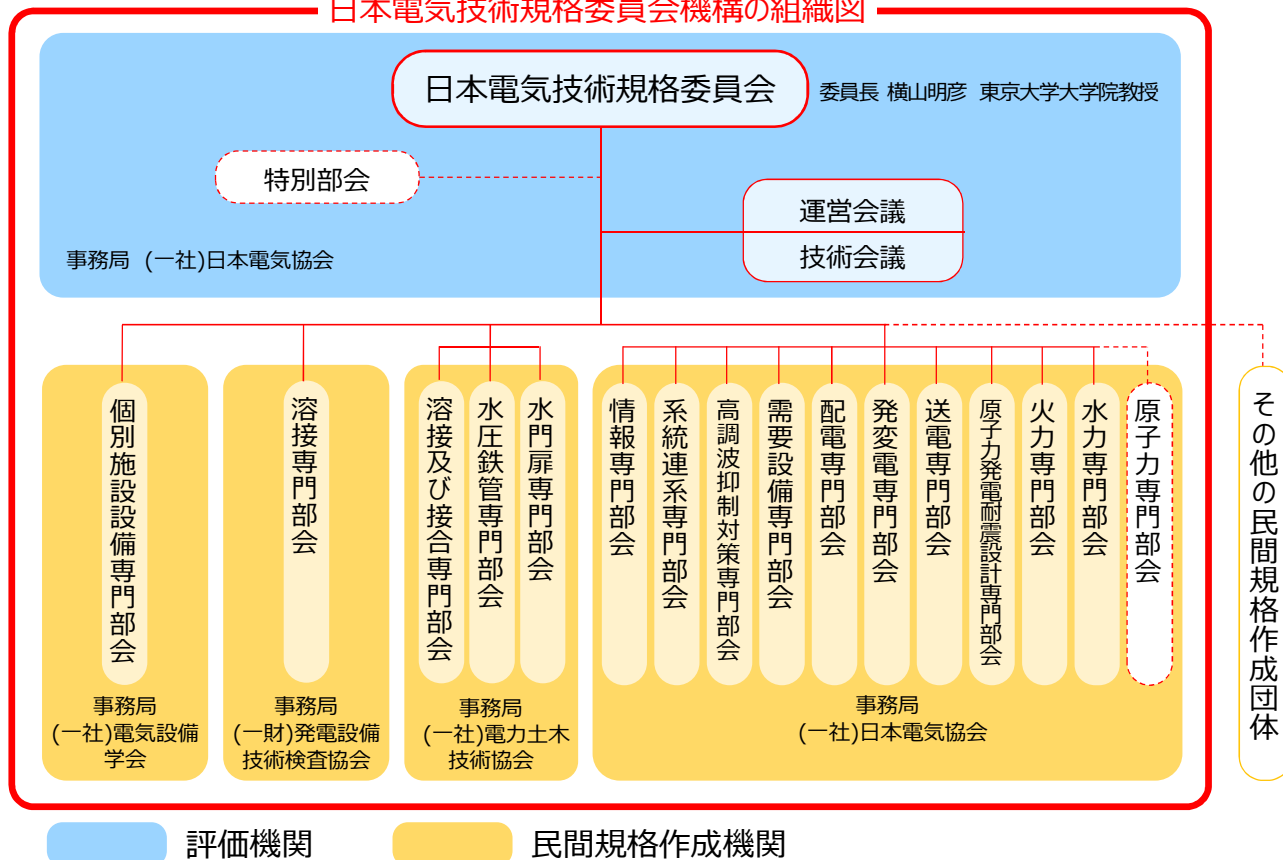 日本電気技術規格委員会機構の組織図
日本電気技術規格委員会
委員長 横山明彦 東京大学大学院教授
特別部会
運営会議
技術会議
事務局 (一社)日本電気協会
個別施設設備専門部会
溶接専門部会
溶接及び接合専門部会
水圧鉄管専門部会
水門扉専門部会
情報専門部会
系統連系専門部会
高調波抑制対策専門部会
需要設備専門部会
配電専門部会
発変電専門部会
送電専門部会
原子力発電耐震設計専門部会
火力専門部会
水力専門部会
原子力専門部会
その他の民間規格作成団体
事務局
(一社)電気設備
学会
事務局
(一財)発電設備
技術検査協会
事務局
(一社)電力土木
技術協会
事務局
(一社)日本電気協会
評価機関
民間規格作成機関